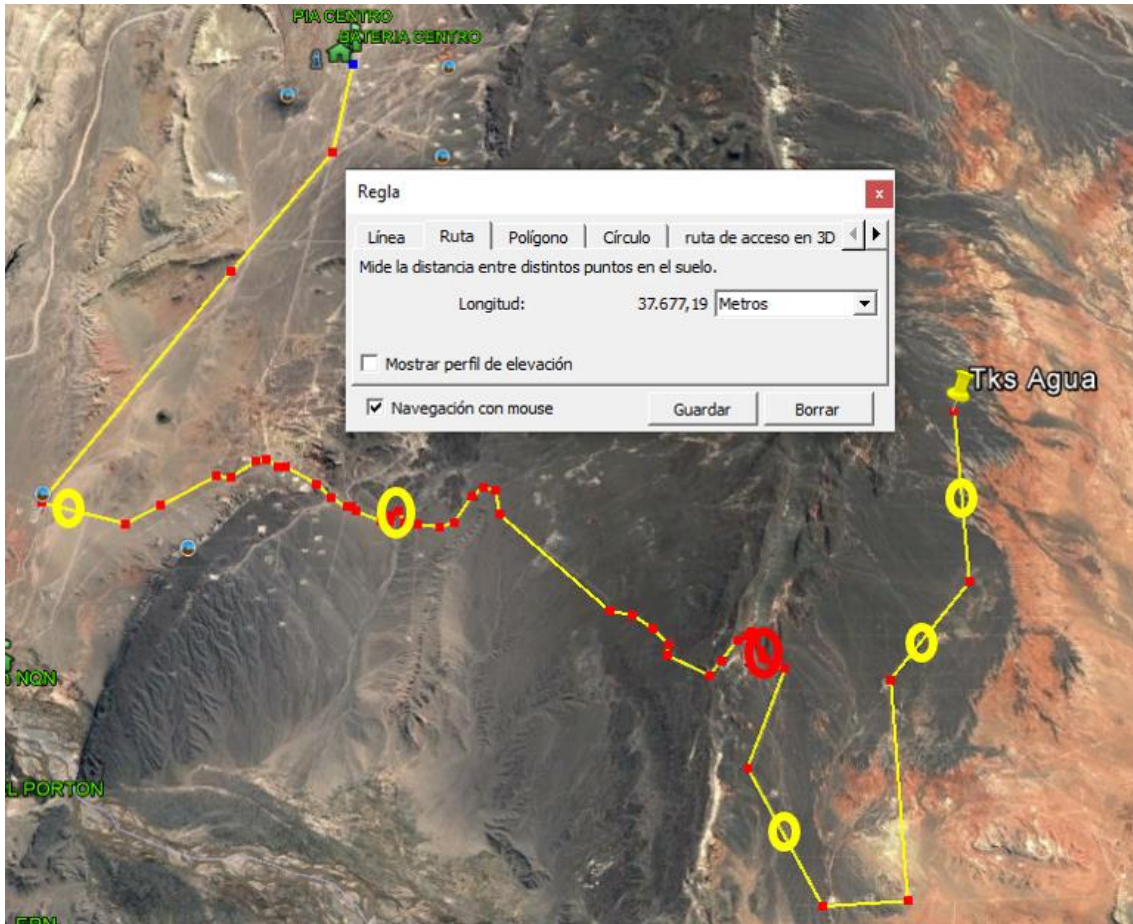 PIA CENTRO
BATERIA CENTRO
Regla
x
Línea Ruta Polígono Círculo ruta de acceso en 3D
Mide la distancia entre distintos puntos en el suelo.
Longitud: 37.677,19 Metros
Mostrar perfil de elevación
Navegación con mouse Guardar Borrar
Tks Agua
NQN
EL PORTON